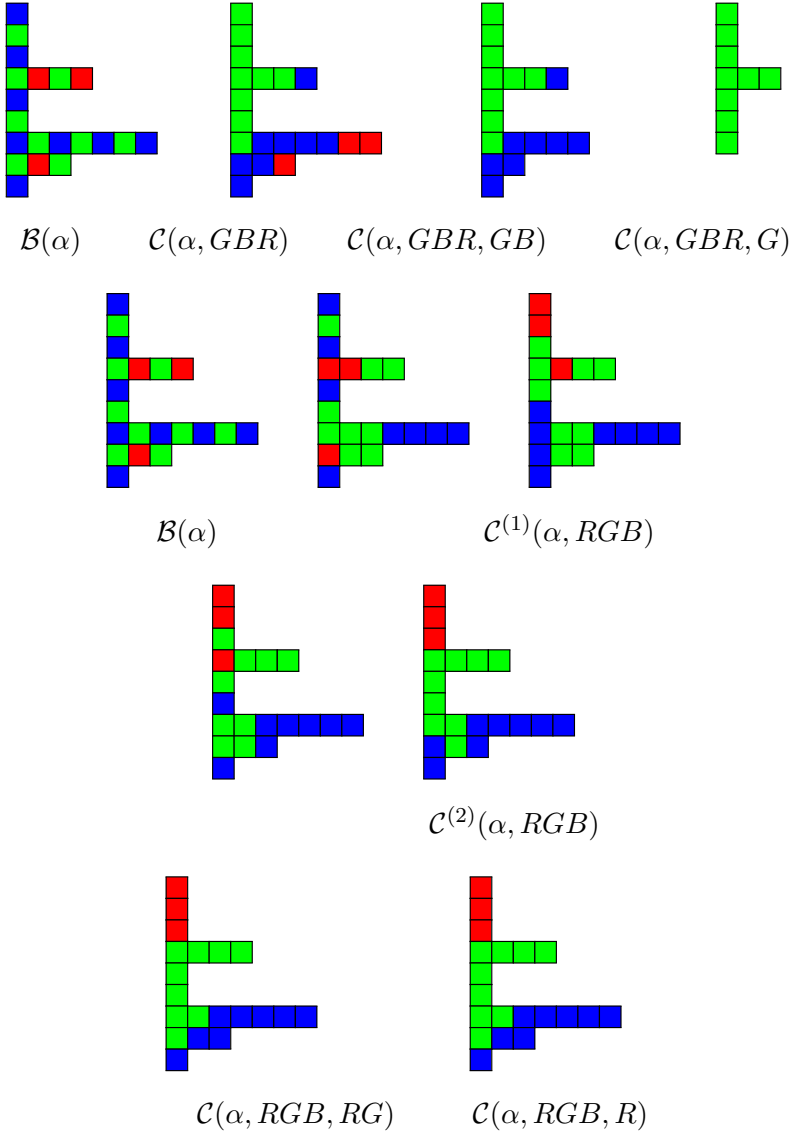 𝓑(α) 𝓒(α, GBR) 𝓒(α, GBR, GB) 𝓒(α, GBR, G)
𝓑(α) 𝓒⁽¹⁾(α, RGB)
𝓒⁽²⁾(α, RGB)
𝓒(α, RGB, RG) 𝓒(α, RGB, R)